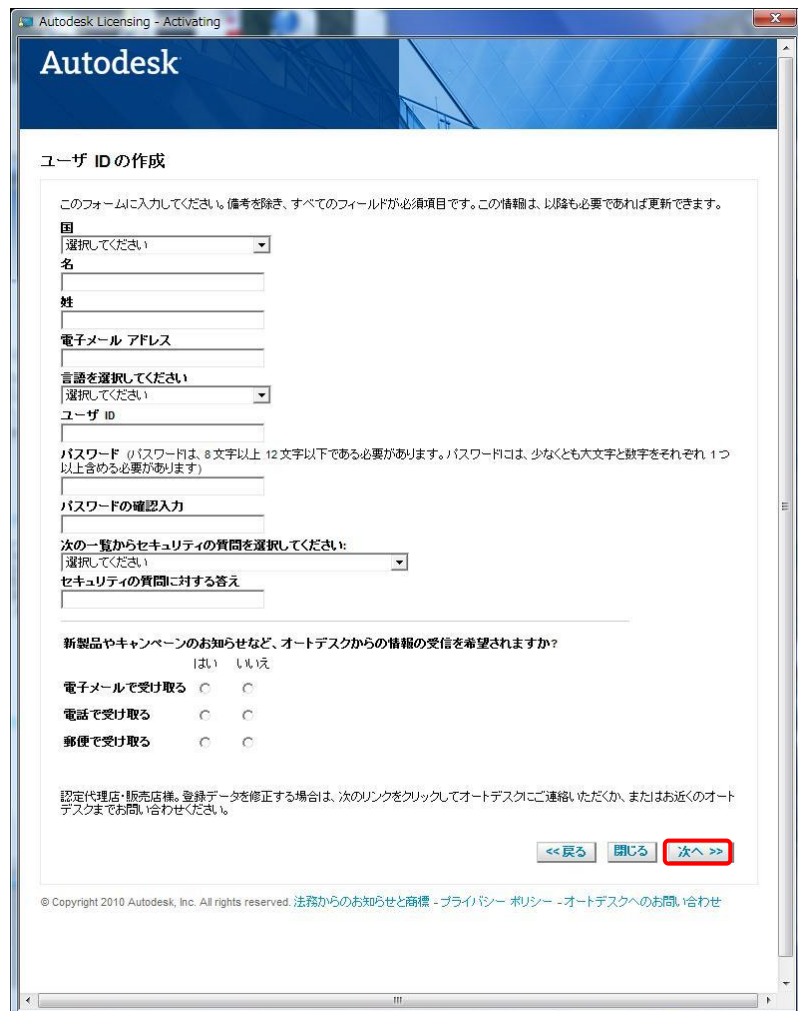 Autodesk Licensing - Activating
Autodesk
ユーザ IDの作成
このフォームに入力してください。備考を除き、すべてのフィールドが必須項目です。この情報は、以降も必要であれば更新できます。
国
選択してください
名
姓
電子メール アドレス
言語を選択してください
選択してください
ユーザ ID
パスワード (パスワードは、8文字以上 12文字以下である必要があります。パスワードには、少なくとも大文字と数字をそれぞれ 1つ
以上含める必要があります)
パスワードの確認入力
次の一覧からセキュリティの質問を選択してください:
選択してください
セキュリティの質問に対する答え
新製品やキャンペーンのお知らせなど、オートデスクからの情報の受信を希望されますか?
はい いいえ
電子メールで受け取る
電話で受け取る
郵便で受け取る
認定代理店・販売店様。登録データを修正する場合は、次のリンクをクリックしてオートデスクにご連絡いただくか、またはお近くのオート
デスクまでお問い合わせください。
<<戻る 閉じる 次へ >>
© Copyright 2010 Autodesk, Inc. All rights reserved. 法務からのお知らせと商標 - プライバシー ポリシー - オートデスクへのお問い合わせ